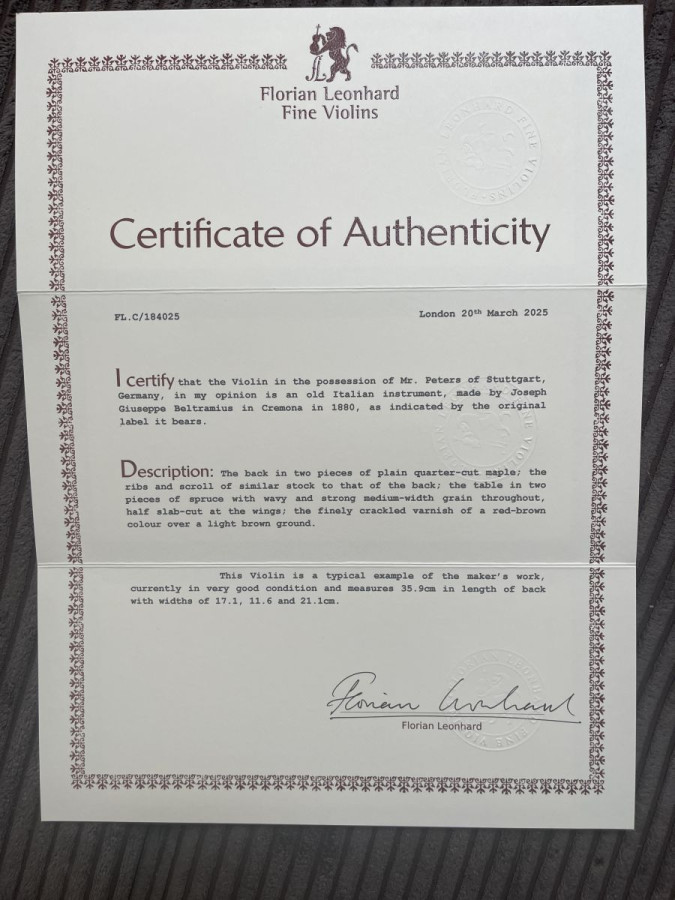 Florian Leonhard
Fine Violins
Certificate of Authenticity
FL.C/184025
London 20th March 2025
I certify that the Violin in the possession of Mr. Peters of Stuttgart,
Germany, in my opinion is an old Italian instrument, made by Joseph
Giuseppe Beltramius in Cremona in 1880, as indicated by the original
label it bears.
Description: The back in two pieces of plain quarter-cut maple; the
ribs and scroll of similar stock to that of the back; the table in two
pieces of spruce with wavy and strong medium-width grain throughout,
half slab-cut at the wings; the finely crackled varnish of a red-brown
colour over a light brown ground.
This Violin is a typical example of the maker's work,
currently in very good condition and measures 35.9cm in length of back
with widths of 17.1, 11.6 and 21.1cm.
Florian Leonhard
Florian Leonhard